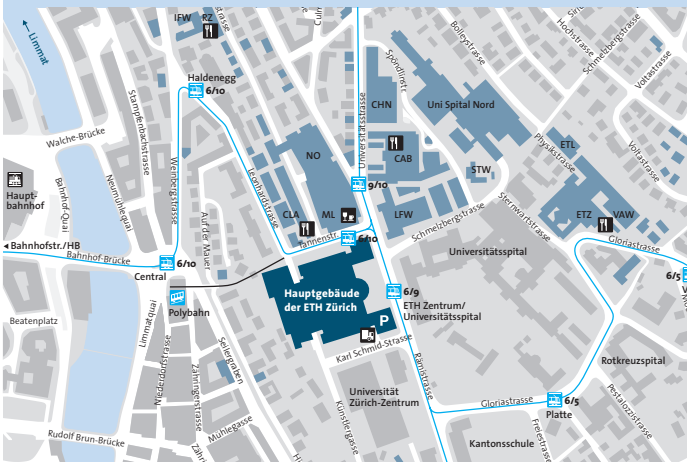 IFW RZ
Limmat
Stampfenbachstrasse
Haldenegg
6/10
Walche-Brücke
Neumühlequai
Bahnhof-Quai
Weinbergstrasse
Auf der Mauer
Leonhardstrasse
Haupt-
bahnhof
Bahnhofstr./HB
Bahnhof-Brücke
6/10
Central
Polybahn
Limmatquai
Beatenplatz
Niederdorfstrasse
Zähringerstrasse
Seilergraben
Mühlegasse
Rudolf Brun-Brücke
Künstlergasse
NO
CLA
ML
Tannenstr.
6/10
Universitätsstrasse
9/10
CHN
CAB
LFW
STW
Spöndlistr.
Uni Spital Nord
Bolleystrasse
Schmelzbergstrasse
Hochstrasse
Schmelzbergstrasse
Voltastrasse
Voltastrasse
Physikstrasse
ETL
ETZ
VAW
Sternwartstrasse
Gloriastrasse
6/5
Universitätsspital
Hauptgebäude
der ETH Zürich
P
6/9
ETH Zentrum/
Universitätsspital
Karl Schmid-Strasse
Rämistrasse
Universität
Zürich-Zentrum
Gloriastrasse
6/5
Platte
Rotkreuzspital
Pestalozzistrasse
Freiestrasse
Kantonsschule